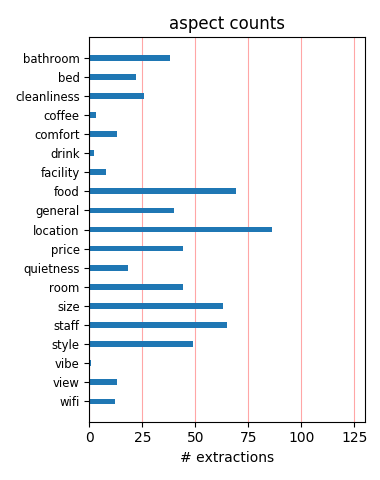 aspect counts
bathroom
bed
cleanliness
coffee
comfort
drink
facility
food
general
location
price
quietness
room
size
staff
style
vibe
view
wifi
0 25 50 75 100 125
# extractions